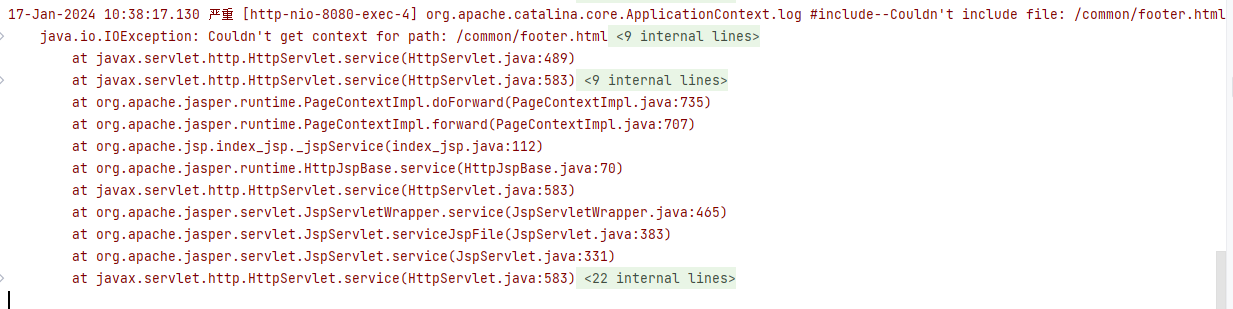 17-Jan-2024 10:38:17.130 严重 [http-nio-8080-exec-4] org.apache.catalina.core.ApplicationContext.log #include--Couldn't include file: /common/footer.html
java.io.IOException: Couldn't get context for path: /common/footer.html <9 internal lines>
at javax.servlet.http.HttpServlet.service(HttpServlet.java:489)
at javax.servlet.http.HttpServlet.service(HttpServlet.java:583) <9 internal lines>
at org.apache.jasper.runtime.PageContextImpl.doForward(PageContextImpl.java:735)
at org.apache.jasper.runtime.PageContextImpl.forward(PageContextImpl.java:707)
at org.apache.jsp.index_jsp._jspService(index_jsp.java:112)
at org.apache.jasper.runtime.HttpJspBase.service(HttpJspBase.java:70)
at javax.servlet.http.HttpServlet.service(HttpServlet.java:583)
at org.apache.jasper.servlet.JspServletWrapper.service(JspServletWrapper.java:465)
at org.apache.jasper.servlet.JspServlet.serviceJspFile(JspServlet.java:383)
at org.apache.jasper.servlet.JspServlet.service(JspServlet.java:331)
at javax.servlet.http.HttpServlet.service(HttpServlet.java:583) <22 internal lines>